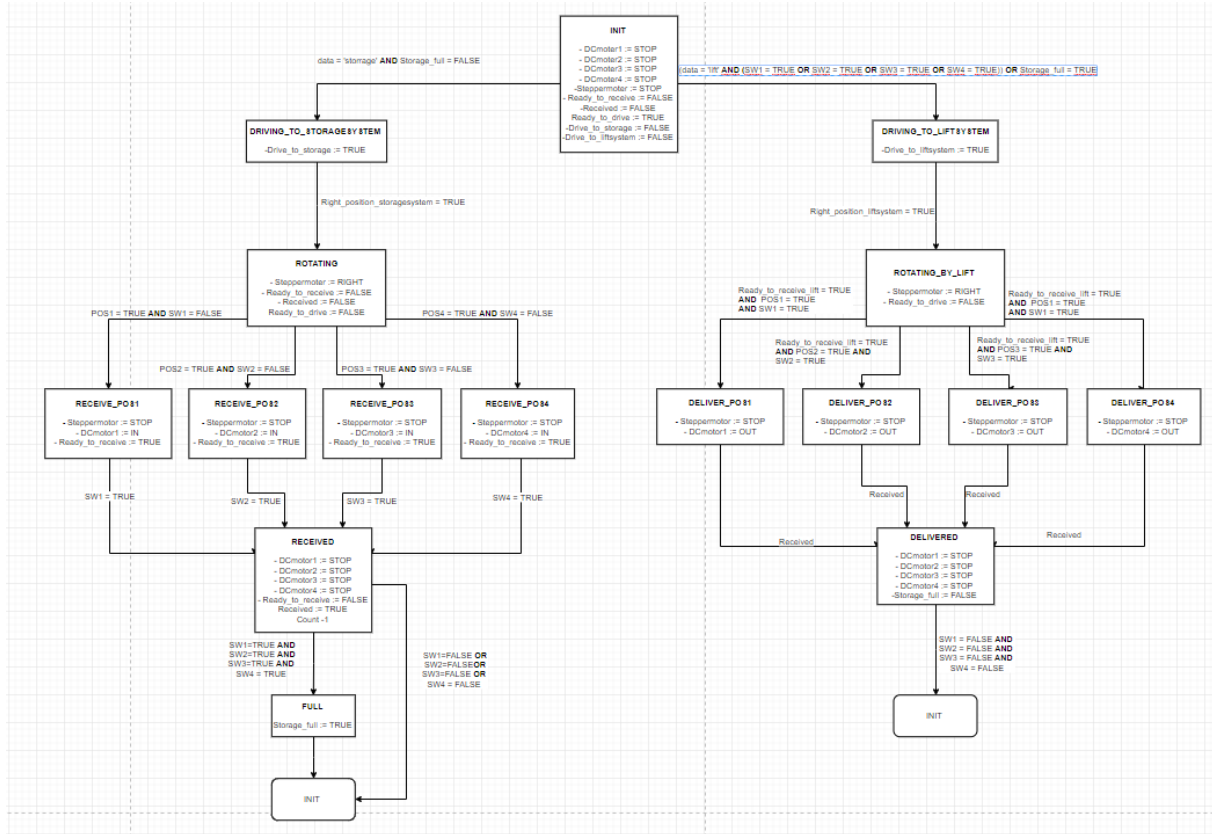 INIT
- DCmoter1 := STOP
- DCmoter2 := STOP
- DCmoter3 := STOP
- DCmoter4 := STOP
-Steppermoter := STOP
- Ready_to_receive := FALSE
-Received := FALSE
Ready_to_drive := TRUE
-Drive_to_storage := FALSE
-Drive_to_liftsystem := FALSE
data = 'storrage' AND Storage_full = FALSE
(data = 'lift' AND (SW1 = TRUE OR SW2 = TRUE OR SW3 = TRUE OR SW4 = TRUE)) OR Storage_full = TRUE
DRIVING_TO_STORAGESYSTEM
-Drive_to_storage := TRUE
DRIVING_TO_LIFTSYSTEM
-Drive_to_liftsystem := TRUE
Right_position_storagesystem = TRUE
Right_position_liftsystem = TRUE
ROTATING
- Steppermoter := RIGHT
- Ready_to_receive := FALSE
- Received := FALSE
Ready_to_drive := FALSE
ROTATING_BY_LIFT
- Steppermoter := RIGHT
- Ready_to_drive := FALSE
POS1 = TRUE AND SW1 = FALSE
POS4 = TRUE AND SW4 = FALSE
POS2 = TRUE AND SW2 = FALSE
POS3 = TRUE AND SW3 = FALSE
Ready_to_receive_lift = TRUE
AND POS1 = TRUE
AND SW1 = TRUE
Ready_to_receive_lift = TRUE
AND POS1 = TRUE
AND SW1 = TRUE
Ready_to_receive_lift = TRUE
AND POS2 = TRUE AND
SW2 = TRUE
Ready_to_receive_lift = TRUE
AND POS3 = TRUE AND
SW3 = TRUE
RECEIVE_POS1
- Steppermotor := STOP
- DCmotor1 := IN
- Ready_to_receive := TRUE
RECEIVE_POS2
- Steppermotor := STOP
- DCmotor2 := IN
- Ready_to_receive := TRUE
RECEIVE_POS3
- Steppermotor := STOP
- DCmotor3 := IN
- Ready_to_receive := TRUE
RECEIVE_POS4
- Steppermotor := STOP
- DCmotor4 := IN
- Ready_to_receive := TRUE
DELIVER_POS1
- Steppermotor := STOP
- DCmotor1 := OUT
DELIVER_POS2
- Steppermotor := STOP
- DCmotor2 := OUT
DELIVER_POS3
- Steppermotor := STOP
- DCmotor3 := OUT
DELIVER_POS4
- Steppermotor := STOP
- DCmotor4 := OUT
SW1 = TRUE
SW2 = TRUE
SW3 = TRUE
SW4 = TRUE
Received
Received
Received
Received
RECEIVED
- DCmotor1 := STOP
- DCmotor2 := STOP
- DCmotor3 := STOP
- DCmotor4 := STOP
- Ready_to_receive := FALSE
Received := TRUE
Count -1
DELIVERED
- DCmotor1 := STOP
- DCmotor2 := STOP
- DCmotor3 := STOP
- DCmotor4 := STOP
-Storage_full := FALSE
SW1=TRUE AND
SW2=TRUE AND
SW3=TRUE AND
SW4 = TRUE
SW1=FALSE OR
SW2=FALSEOR
SW3=FALSE OR
SW4 = FALSE
SW1 = FALSE AND
SW2 = FALSE AND
SW3 = FALSE AND
SW4 = FALSE
FULL
Storage_full := TRUE
INIT
INIT